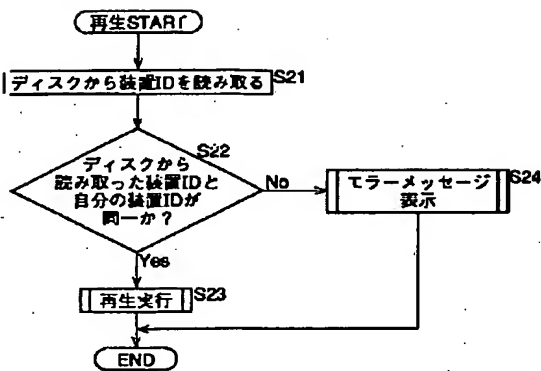 再生START
ディスクから装置IDを読み取る
S21
S22
ディスクから
読み取った装置IDと
自分の装置IDが
同一か？
No
エラーメッセージ
表示
S24
Yes
再生実行
S23
END